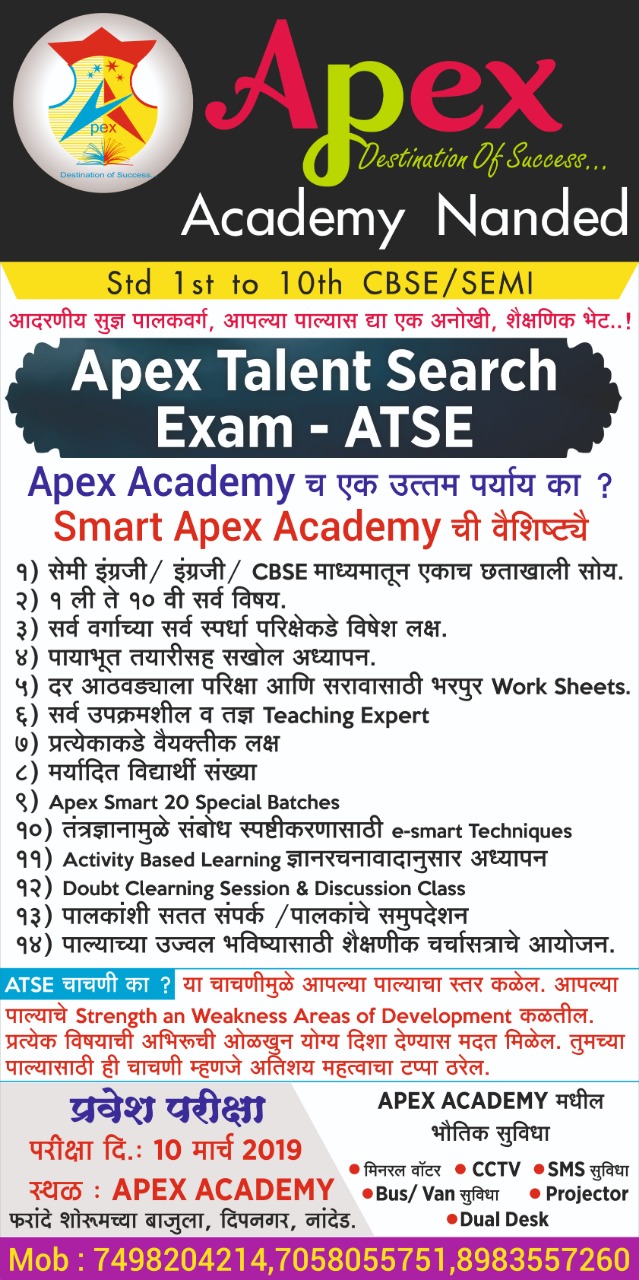 Apex
pex
Destination of Success..
Destination Of Success...
Academy Nanded
Std 1st to 10th CBSE/SEMI
आदरणीय सुज्ञ पालकवर्ग, आपल्या पाल्यास द्या एक अनोखी, शैक्षणिक भेट..!
Apex Talent Search
Exam - ATSE
Apex Academy च एक उत्तम पर्याय का ?
Smart Apex Academy ची वैशिष्ट्यै
१) सेमी इंग्रजी/ इंग्रजी/ CBSE माध्यमातून एकाच छताखाली सोय.
२) १ ली ते १० वी सर्व विषय.
३) सर्व वर्गाच्या सर्व स्पर्धा परिक्षेकडे विषेश लक्ष.
४) पायाभूत तयारीसह सखोल अध्यापन.
५) दर आठवड्याला परिक्षा आणि सरावासाठी भरपुर Work Sheets.
६) सर्व उपक्रमशील व तज्ञ Teaching Expert
७) प्रत्येकाकडे वैयक्तीक लक्ष
८) मर्यादित विद्यार्थी संख्या
९) Apex Smart 20 Special Batches
१०) तंत्रज्ञानामुळे संबोध स्पष्टीकरणासाठी e-smart Techniques
११) Activity Based Learning ज्ञानरचनावादानुसार अध्यापन
१२) Doubt Clearning Session & Discussion Class
१३) पालकांशी सतत संपर्क /पालकांचे समुपदेशन
१४) पाल्याच्या उज्वल भविष्यासाठी शैक्षणीक चर्चासत्राचे आयोजन.
ATSE चाचणी का ? या चाचणीमुळे आपल्या पाल्याचा स्तर कळेल. आपल्या
पाल्याचे Strength an Weakness Areas of Development कळतील.
प्रत्येक विषयाची अभिरूची ओळखुन योग्य दिशा देण्यास मदत मिळेल. तुमच्या
पाल्यासाठी ही चाचणी म्हणजे अतिशय महत्वाचा टप्पा ठरेल.
प्रवेश परीक्षा
परीक्षा दि.: 10 मार्च 2019
स्थळ : APEX ACADEMY
फरांदे शोरूमच्या बाजुला, दिपनगर, नांदेड.
APEX ACADEMY मधील
भौतिक सुविधा
● मिनरल वॉटर ● CCTV ● SMS सुविधा
● Bus/ Van सुविधा ● Projector
● Dual Desk
Mob : 7498204214,7058055751,8983557260